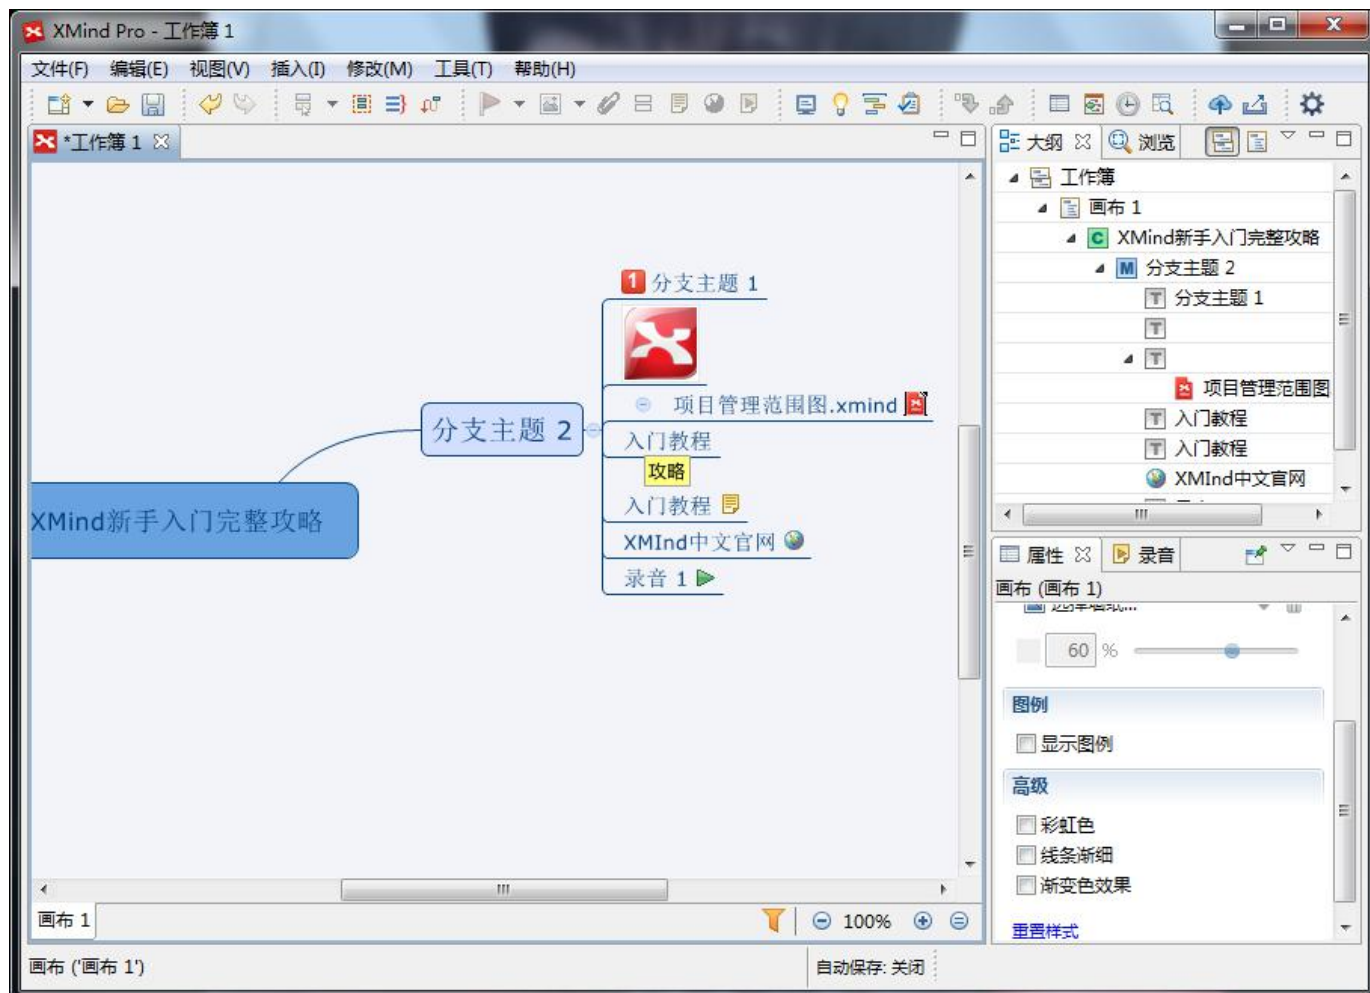 XMind Pro - 工作簿 1
文件(F) 编辑(E) 视图(V) 插入(I) 修改(M) 工具(T) 帮助(H)
*工作簿 1
1 分支主题 1
项目管理范围图.xmind
分支主题 2
入门教程
攻略
XMind新手入门完整攻略
入门教程
XMInd中文官网
录音 1
画布 1
100%
大纲 浏览
工作簿
画布 1
C XMind新手入门完整攻略
M 分支主题 2
T 分支主题 1
T
T
项目管理范围图
T 入门教程
T 入门教程
XMInd中文官网
属性 录音
画布 (画布 1)
60 %
图例
显示图例
高级
彩虹色
线条渐细
渐变色效果
重置样式
画布 ('画布 1')
自动保存: 关闭